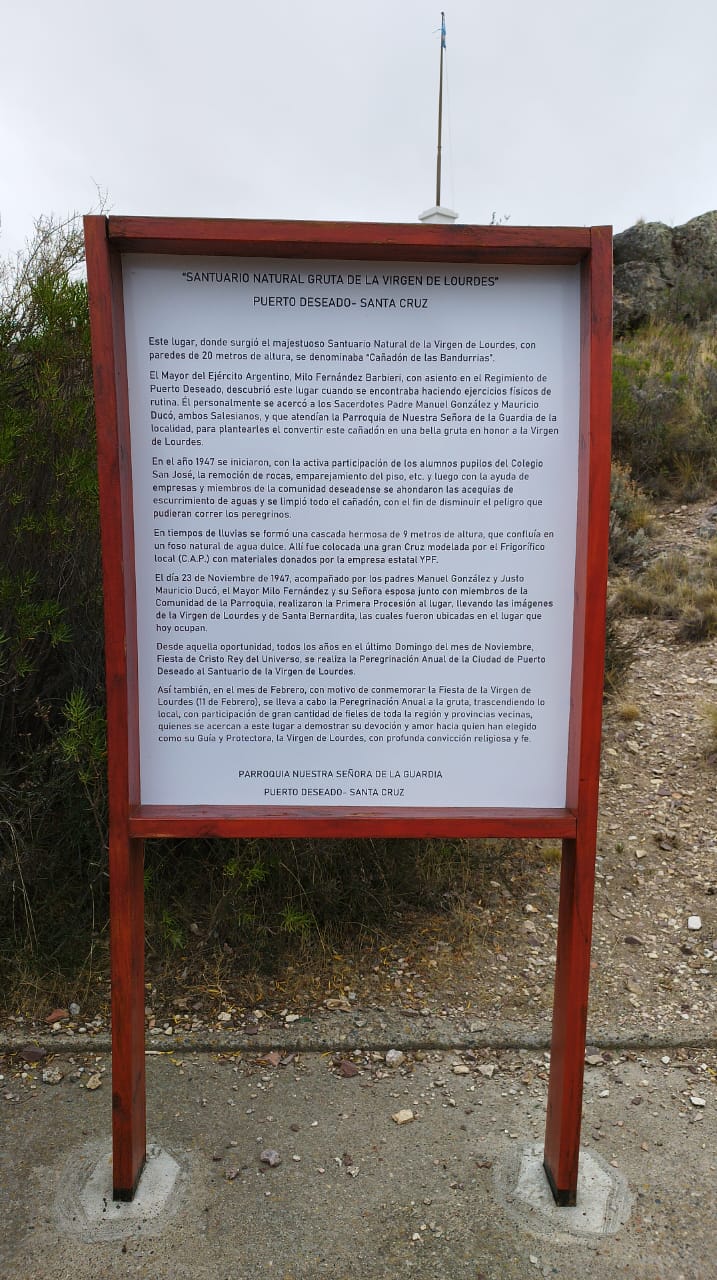 "SANTUARIO NATURAL GRUTA DE LA VIRGEN DE LOURDES"
PUERTO DESEADO- SANTA CRUZ
Este lugar, donde surgió el majestuoso Santuario Natural de la Virgen de Lourdes, con
paredes de 20 metros de altura, se denominaba "Cañadón de las Bandurrias".
El Mayor del Ejército Argentino, Milo Fernández Barbieri, con asiento en el Regimiento de
Puerto Deseado, descubrió este lugar cuando se encontraba haciendo ejercicios físicos de
rutina. Él personalmente se acercó a los Sacerdotes Padre Manuel González y Mauricio
Ducó, ambos Salesianos, y que atendían la Parroquia de Nuestra Señora de la Guardia de la
localidad, para plantearles el convertir este cañadón en una bella gruta en honor a la Virgen
de Lourdes.
En el año 1947 se iniciaron, con la activa participación de los alumnos pupilos del Colegio
San José, la remoción de rocas, emparejamiento del piso, etc. y luego con la ayuda de
empresas y miembros de la comunidad deseadense se ahondaron las acequias de
escurrimiento de aguas y se limpió todo el cañadón, con el fin de disminuir el peligro que
pudieran correr los peregrinos.
En tiempos de lluvias se formó una cascada hermosa de 9 metros de altura, que confluía en
un foso natural de agua dulce. Allí fue colocada una gran Cruz modelada por el Frigorífico
local (C.A.P.) con materiales donados por la empresa estatal YPF.
El día 23 de Noviembre de 1947, acompañado por los padres Manuel González y Justo
Mauricio Ducó, el Mayor Milo Fernández y su Señora esposa junto con miembros de la
Comunidad de la Parroquia, realizaron la Primera Procesión al lugar, llevando las imágenes
de la Virgen de Lourdes y de Santa Bernardita, las cuales fueron ubicadas en el lugar que
hoy ocupan.
Desde aquella oportunidad, todos los años en el último Domingo del mes de Noviembre,
Fiesta de Cristo Rey del Universo, se realiza la Peregrinación Anual de la Ciudad de Puerto
Deseado al Santuario de la Virgen de Lourdes.
Así también, en el mes de Febrero, con motivo de conmemorar la Fiesta de la Virgen de
Lourdes (11 de Febrero), se lleva a cabo la Peregrinación Anual a la gruta, trascendiendo lo
local, con participación de gran cantidad de fieles de toda la región y provincias vecinas,
quienes se acercan a este lugar a demostrar su devoción y amor hacia quien han elegido
como su Guía y Protectora, la Virgen de Lourdes, con profunda convicción religiosa y fe.
PARROQUIA NUESTRA SEÑORA DE LA GUARDIA
PUERTO DESEADO- SANTA CRUZ